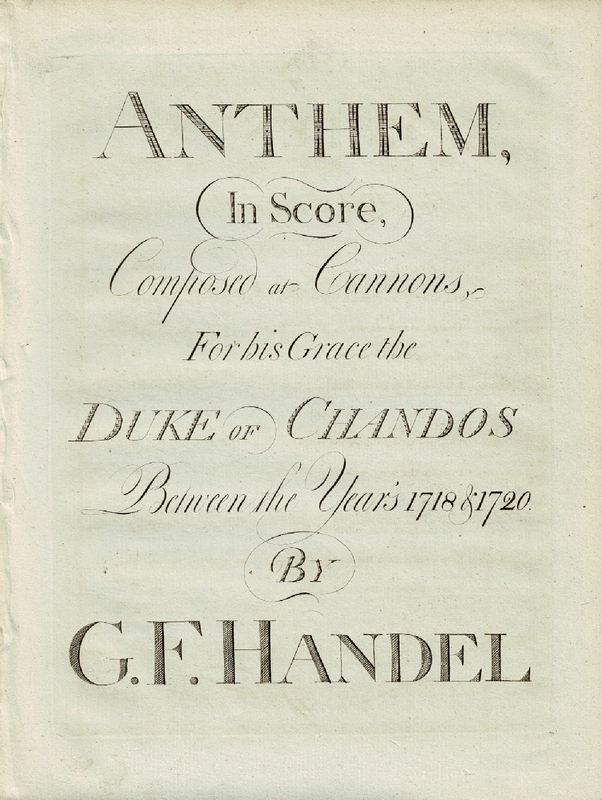 ANTHEM,
In Score,
Composed at Cannons,
For his Grace the
DUKE OF CHANDOS
Between the Year's 1718 & 1720.
BY
G. F. HANDEL